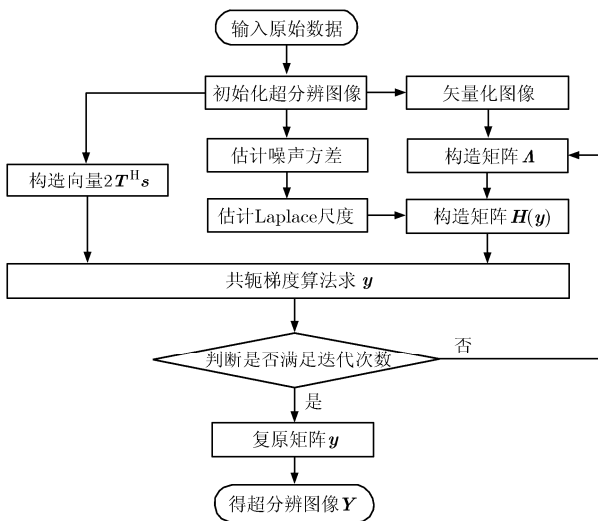 输入原始数据
初始化超分辨图像
矢量化图像
估计噪声方差
构造矩阵Λ
构造向量2Tᴴs
估计Laplace尺度
构造矩阵H(y)
共轭梯度算法求 y
判断是否满足迭代次数
否
是
复原矩阵y
得超分辨图像Y